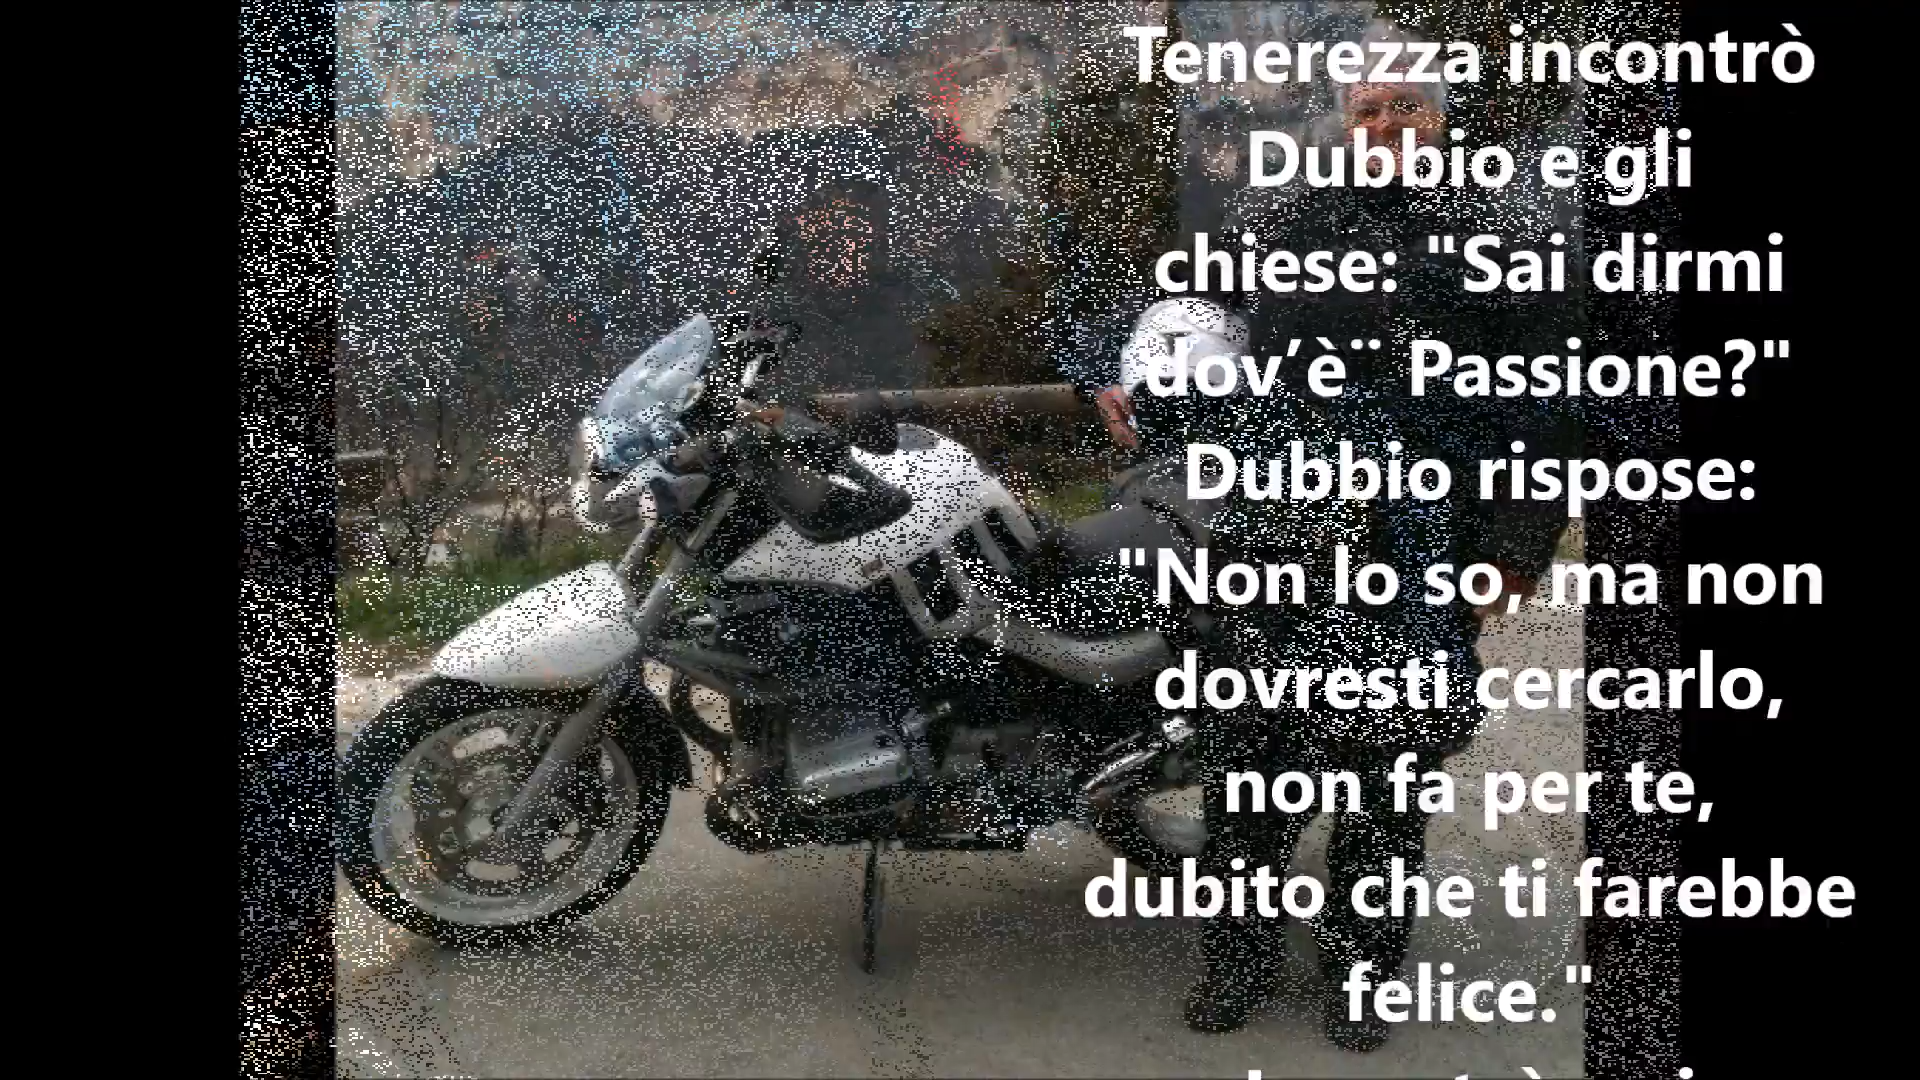 Tenerezza incontrò
Dubbio e gli
chiese: "Sai dirmi
dov’è¨ Passione?"
Dubbio rispose:
"Non lo so, ma non
dovresti cercarlo,
non fa per te,
dubito che ti farebbe
felice."